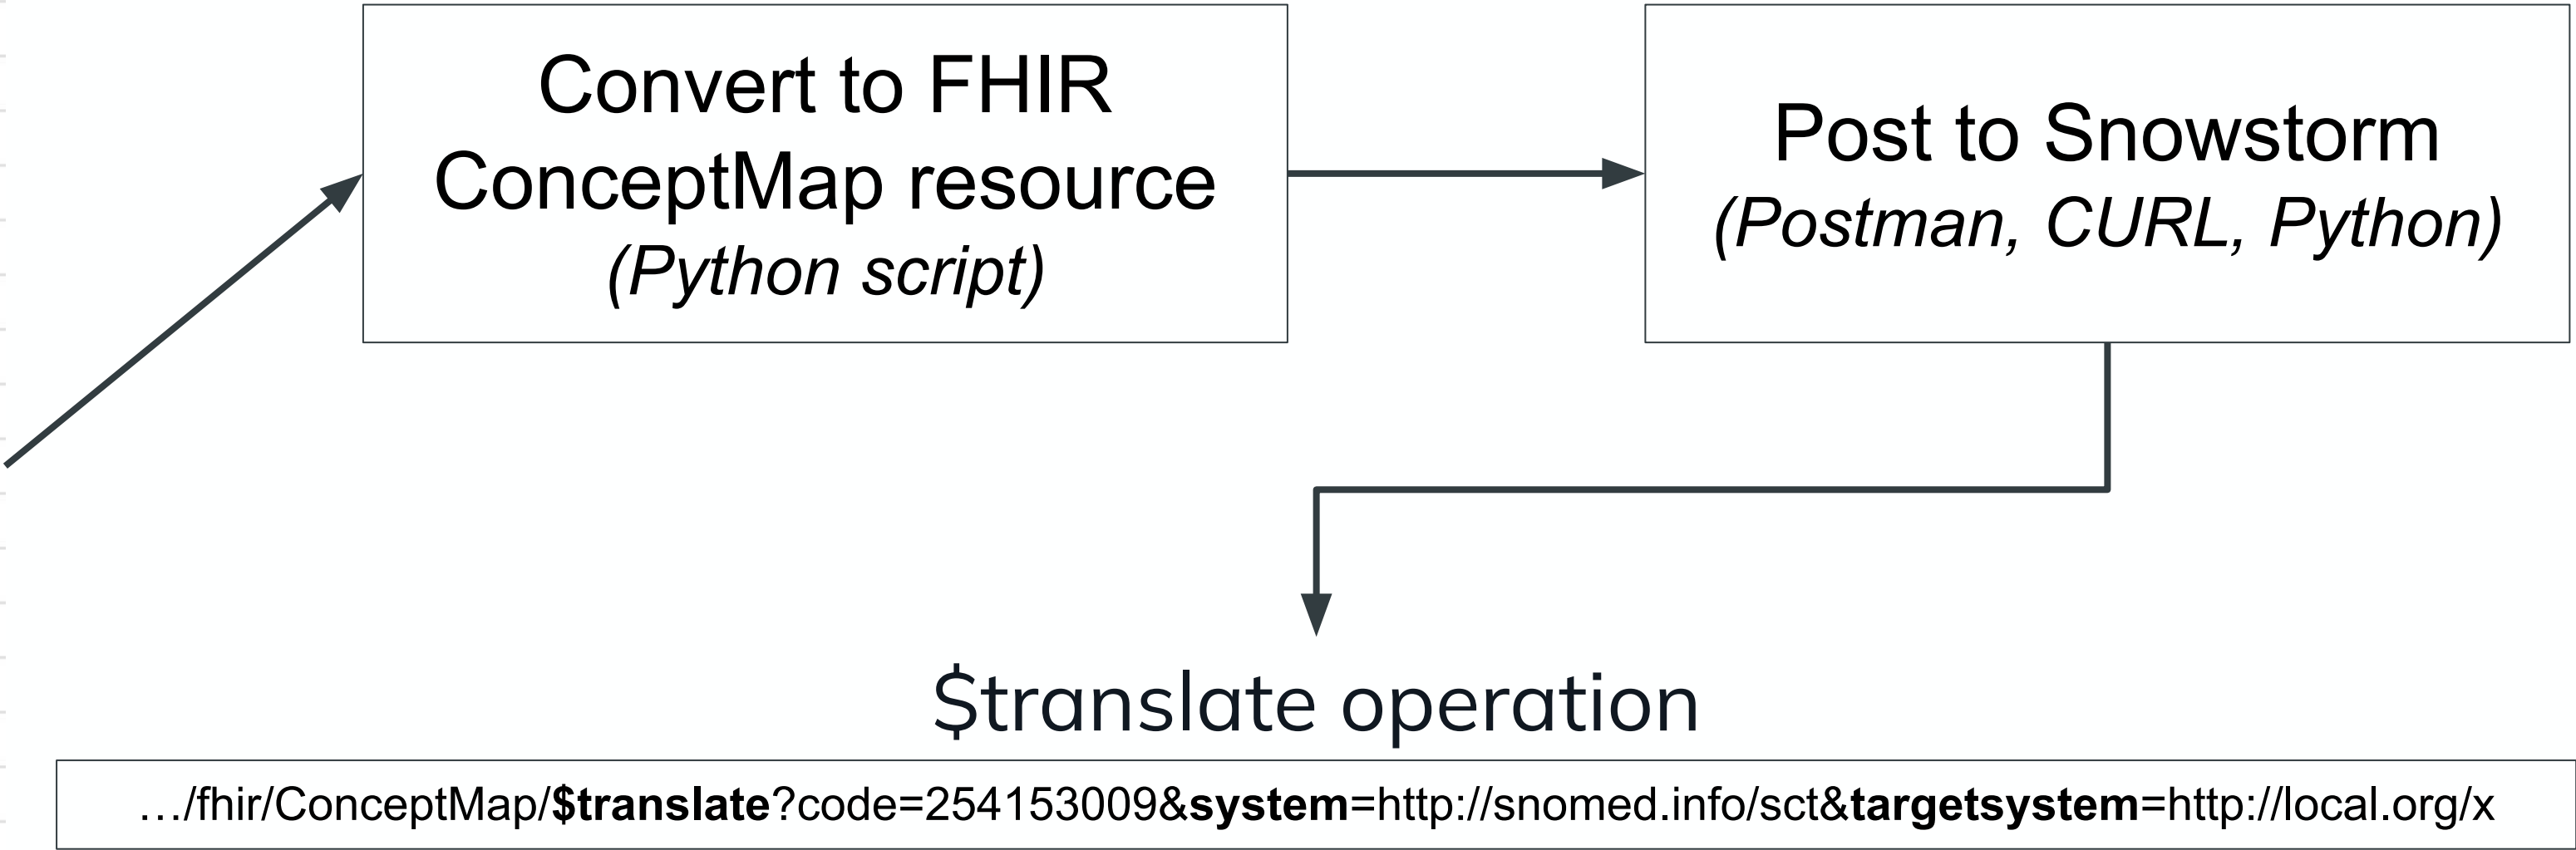 Convert to FHIR
ConceptMap resource
(Python script)
Post to Snowstorm
(Postman, CURL, Python)
$translate operation
…/fhir/ConceptMap/$translate?code=254153009&system=http://snomed.info/sct&targetsystem=http://local.org/x